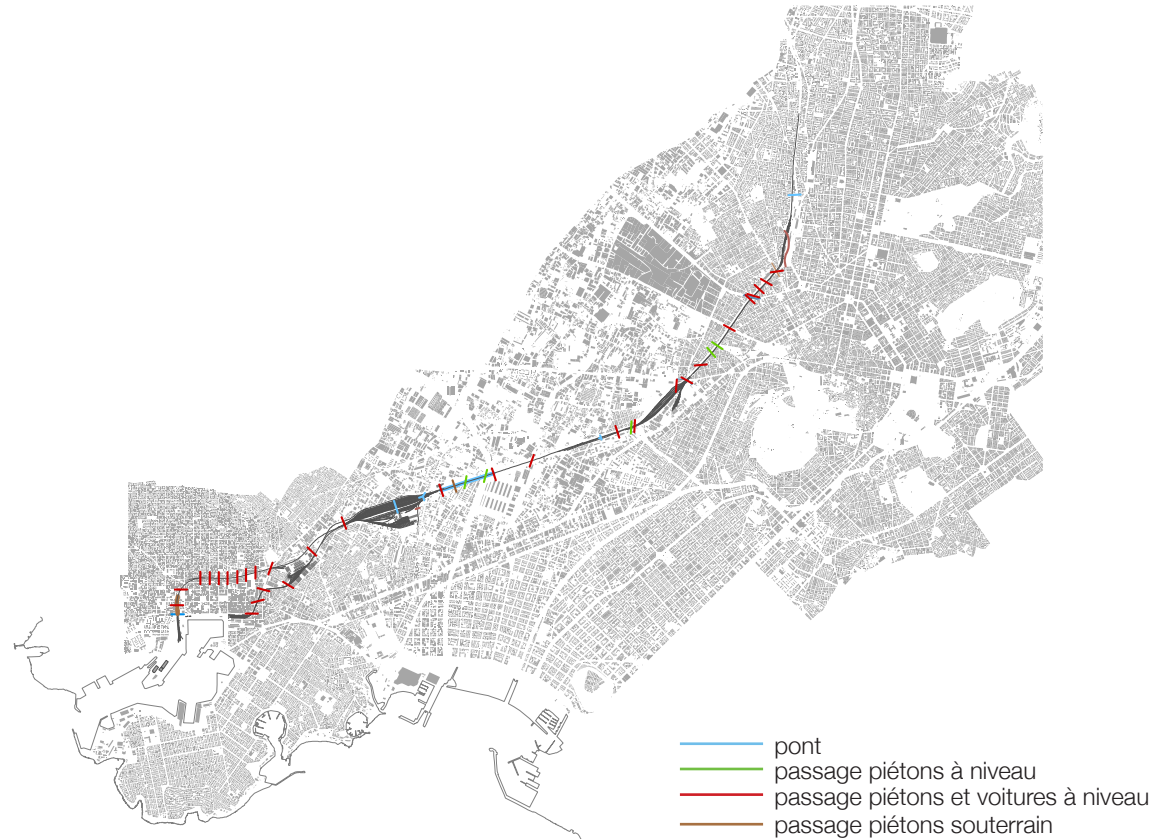 pont
passage piétons à niveau
passage piétons et voitures à niveau
passage piétons souterrain